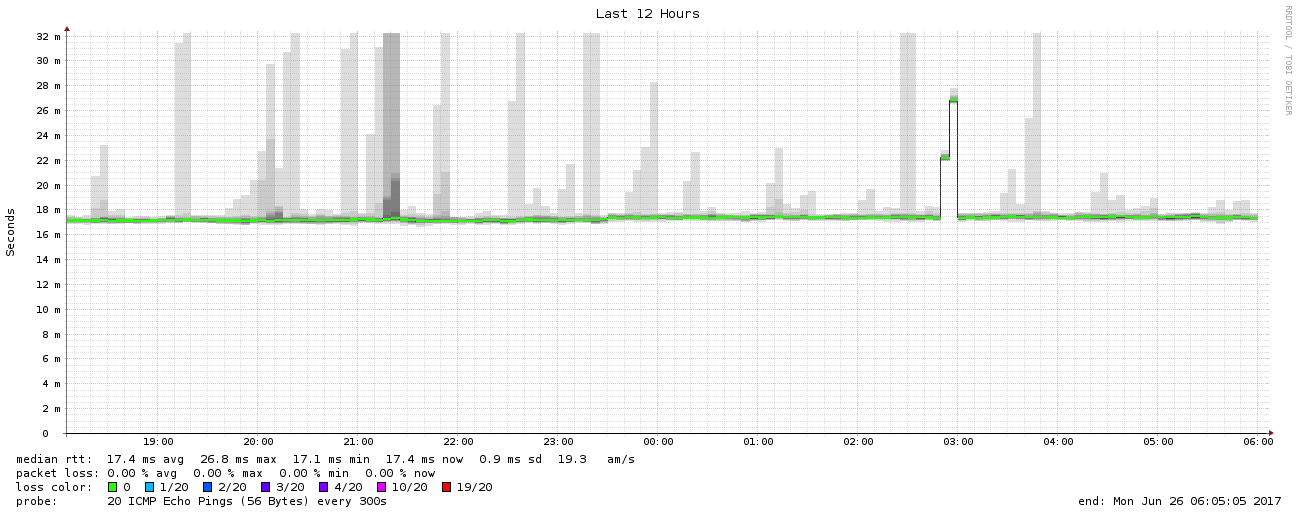 Last 12 Hours
RRDTOOL / TOBI OETIKER
Seconds
32 m
30 m
28 m
26 m
24 m
22 m
20 m
18 m
16 m
14 m
12 m
10 m
8 m
6 m
4 m
2 m
0
19:00 20:00 21:00 22:00 23:00 00:00 01:00 02:00 03:00 04:00 05:00 06:00
median rtt: 17.4 ms avg 26.8 ms max 17.1 ms min 17.4 ms now 0.9 ms sd 19.3 am/s
packet loss: 0.00 % avg 0.00 % max 0.00 % min 0.00 % now
loss color: 0 1/20 2/20 3/20 4/20 10/20 19/20
probe: 20 ICMP Echo Pings (56 Bytes) every 300s end: Mon Jun 26 06:05:05 2017